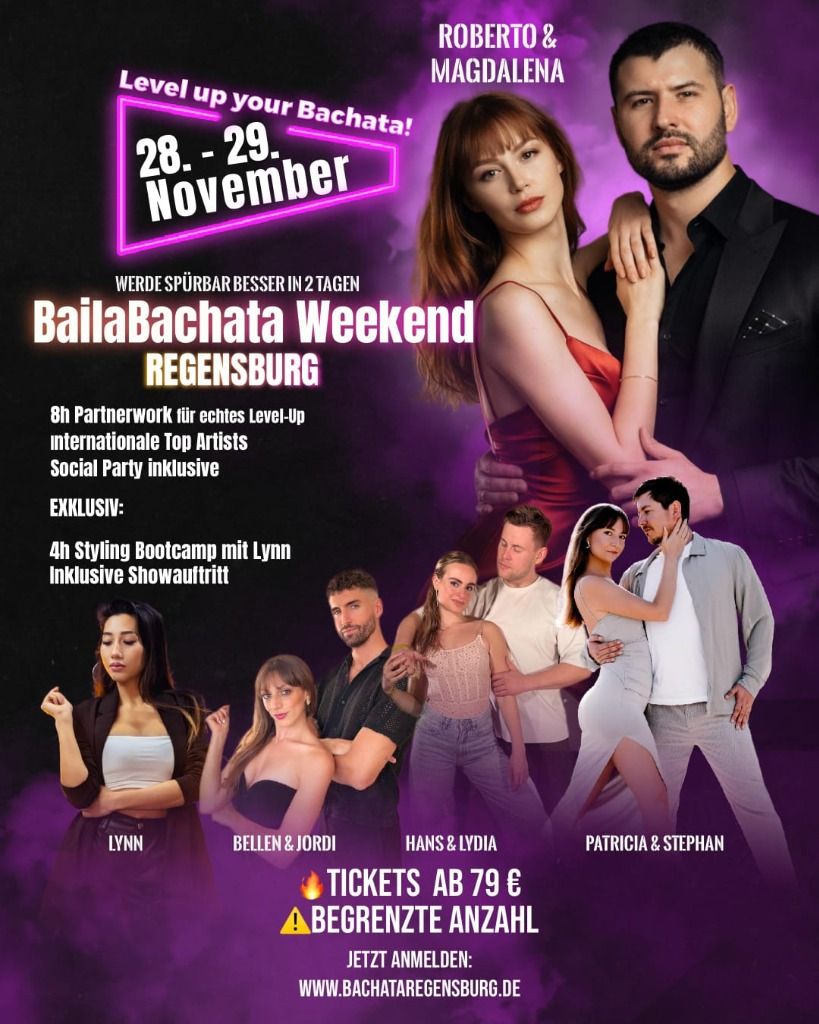 ROBERTO &
MAGDALENA
Level up your Bachata!
28. - 29.
November
WERDE SPÜRBAR BESSER IN 2 TAGEN
BailaBachata Weekend
REGENSBURG
8h Partnerwork für echtes Level-Up
ınternationale Top Artists
Social Party inklusive
EXKLUSIV:
4h Styling Bootcamp mit Lynn
Inklusive Showauftritt
LYNN
BELLEN & JORDI
HANS & LYDIA
PATRICIA & STEPHAN
🔥TICKETS AB 79 €
⚠️BEGRENZTE ANZAHL
JETZT ANMELDEN:
WWW.BACHATAREGENSBURG.DE